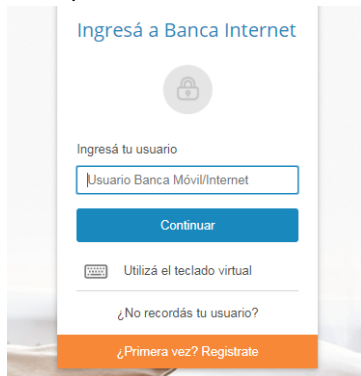 Ingresá a Banca Internet
Ingresá tu usuario
Usuario Banca Móvil/Internet
Continuar
Utilizá el teclado virtual
¿No recordás tu usuario?
¿Primera vez? Registrate